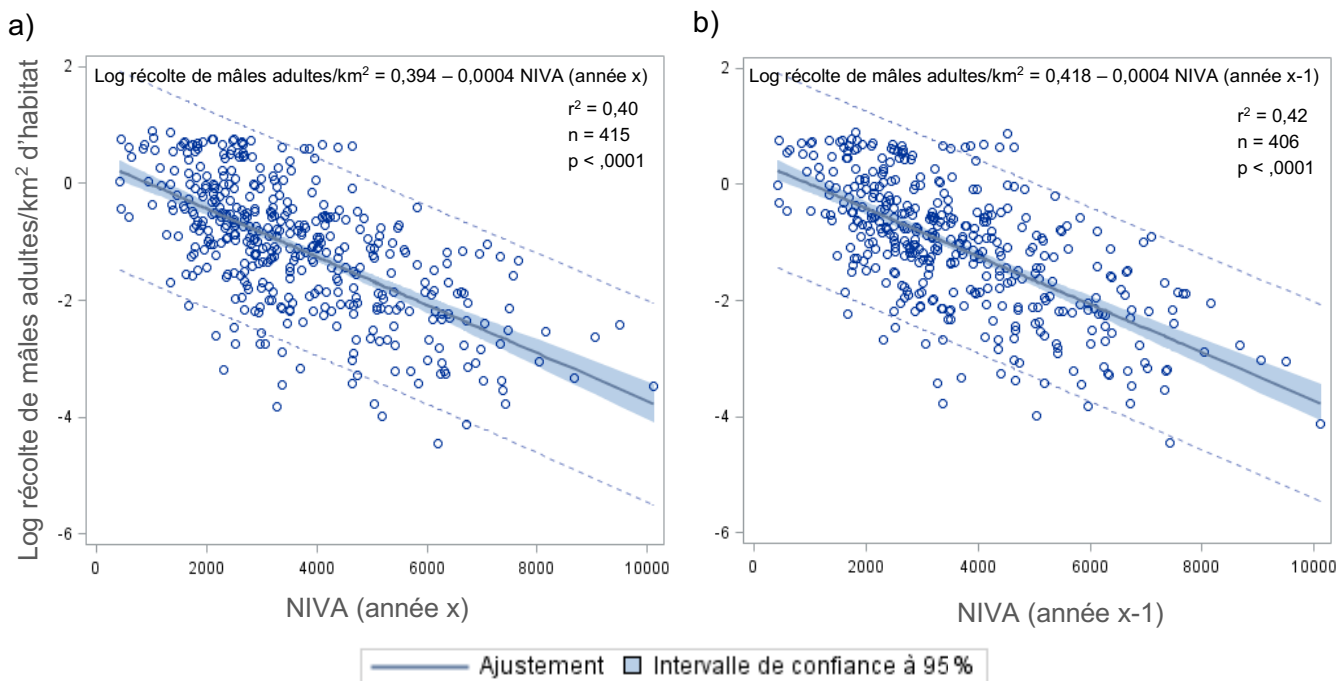 a)
Log récolte de mâles adultes/km² d'habitat
Log récolte de mâles adultes/km² = 0,394 – 0,0004 NIVA (année x)
r² = 0,40
n = 415
p < ,0001
2
0
-2
-4
-6
0 2000 4000 6000 8000 10000
NIVA (année x)
b)
Log récolte de mâles adultes/km² = 0,418 – 0,0004 NIVA (année x-1)
r² = 0,42
n = 406
p < ,0001
2
0
-2
-4
-6
0 2000 4000 6000 8000 10000
NIVA (année x-1)
Ajustement Intervalle de confiance à 95 %